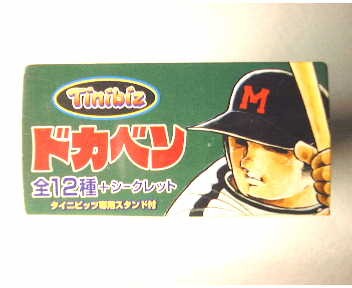 Tinibiz
ドカベン
全12種+シークレット
タイニビッツ専用スタンド付
M